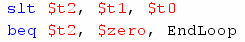 slt $t2, $t1, $t0
beq $t2, $zero, EndLoop